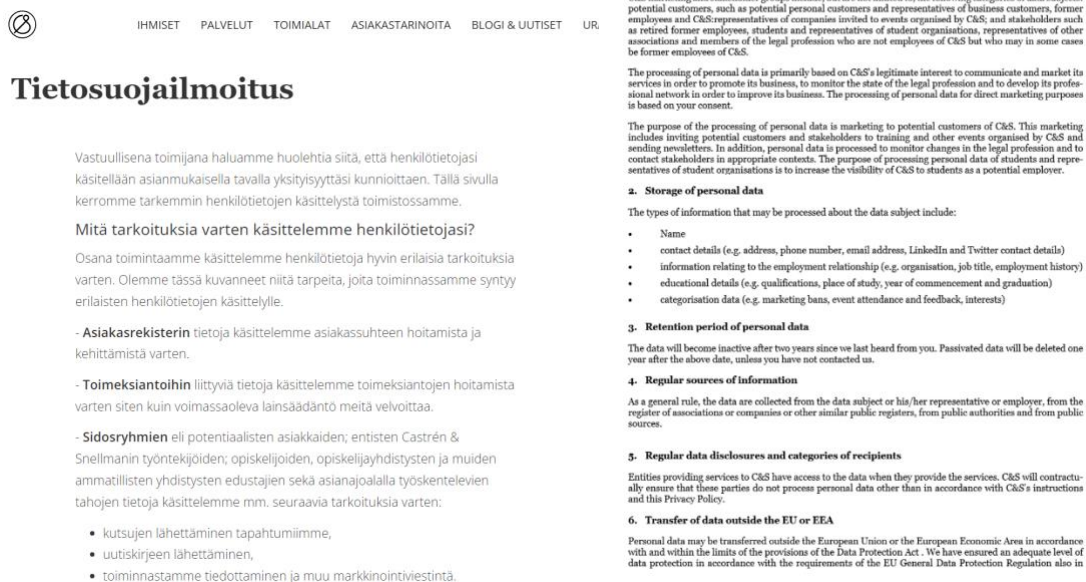 IHMISET PALVELUT TOIMIALAT ASIAKASTARINOITA BLOGI & UUTISET UR
Tietosuojailmoitus
Vastuullisena toimijana haluamme huolehtia siitä, että henkilötietojasi
käsitellään asianmukaisella tavalla yksityisyyttäsi kunnioittaen. Tällä sivulla
kerromme tarkemmin henkilötietojen käsittelystä toimistossamme.
Mitä tarkoituksia varten käsittelemme henkilötietojasi?
Osana toimintaamme käsittelemme henkilötietoja hyvin erilaisia tarkoituksia
varten. Olemme tässä kuvanneet niitä tarpeita, joita toiminnassamme syntyy
erilaisten henkilötietojen käsittelylle.
- Asiakasrekisterin tietoja käsittelemme asiakassuhteen hoitamista ja
kehittämistä varten.
- Toimeksiantoihin liittyviä tietoja käsittelemme toimeksiantojen hoitamista
varten siten kuin voimassaoleva lainsäädäntö meitä velvoittaa.
- Sidosryhmien eli potentiaalisten asiakkaiden; entisten Castrén &
Snellmanin työntekijöiden; opiskelijoiden, opiskelijayhdistysten ja muiden
ammatillisten yhdistysten edustajien sekä asianajoalalla työskentelevien
tahojen tietoja käsittelemme mm. seuraavia tarkoituksia varten:
• kutsujen lähettäminen tapahtumiimme,
• uutiskirjeen lähettäminen,
• toiminnastamme tiedottaminen ja muu markkinointiviestintä.
potential customers, such as potential personal customers and representatives of business customers, former
employees and C&S:representatives of companies invited to events organised by C&S; and stakeholders such
as retired former employees, students and representatives of student organisations, representatives of other
associations and members of the legal profession who are not employees of C&S but who may in some cases
be former employees of C&S.
The processing of personal data is primarily based on C&S's legitimate interest to communicate and market its
services in order to promote its business, to monitor the state of the legal profession and to develop its profes-
sional network in order to improve its business. The processing of personal data for direct marketing purposes
is based on your consent.
The purpose of the processing of personal data is marketing to potential customers of C&S. This marketing
includes inviting potential customers and stakeholders to training and other events organised by C&S and
sending newsletters. In addition, personal data is processed to monitor changes in the legal profession and to
contact stakeholders in appropriate contexts. The purpose of processing personal data of students and repre-
sentatives of student organisations is to increase the visibility of C&S to students as a potential employer.
2. Storage of personal data
The types of information that may be processed about the data subject include:
• Name
• contact details (e.g. address, phone number, email address, LinkedIn and Twitter contact details)
• information relating to the employment relationship (e.g. organisation, job title, employment history)
• educational details (e.g. qualifications, place of study, year of commencement and graduation)
• categorisation data (e.g. marketing bans, event attendance and feedback, interests)
3. Retention period of personal data
The data will become inactive after two years since we last heard from you. Passivated data will be deleted one
year after the above date, unless you have not contacted us.
4. Regular sources of information
As a general rule, the data are collected from the data subject or his/her representative or employer, from the
register of associations or companies or other similar public registers, from public authorities and from public
sources.
5. Regular data disclosures and categories of recipients
Entities providing services to C&S have access to the data when they provide the services. C&S will contractu-
ally ensure that these parties do not process personal data other than in accordance with C&S's instructions
and this Privacy Policy.
6. Transfer of data outside the EU or EEA
Personal data may be transferred outside the European Union or the European Economic Area in accordance
with and within the limits of the provisions of the Data Protection Act . We have ensured an adequate level of
data protection in accordance with the requirements of the EU General Data Protection Regulation also in